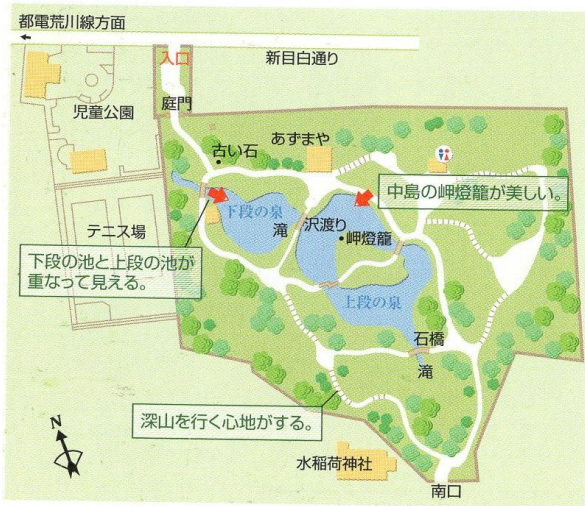 都電荒川線方面
新目白通り
入口
庭門
児童公園
古い石
あずまや
中島の岬燈籠が美しい。
下段の泉
滝
沢渡り
岬燈籠
テニス場
下段の池と上段の池が
重なって見える。
上段の泉
石橋
滝
深山を行く心地がする。
N
水稲荷神社
南口